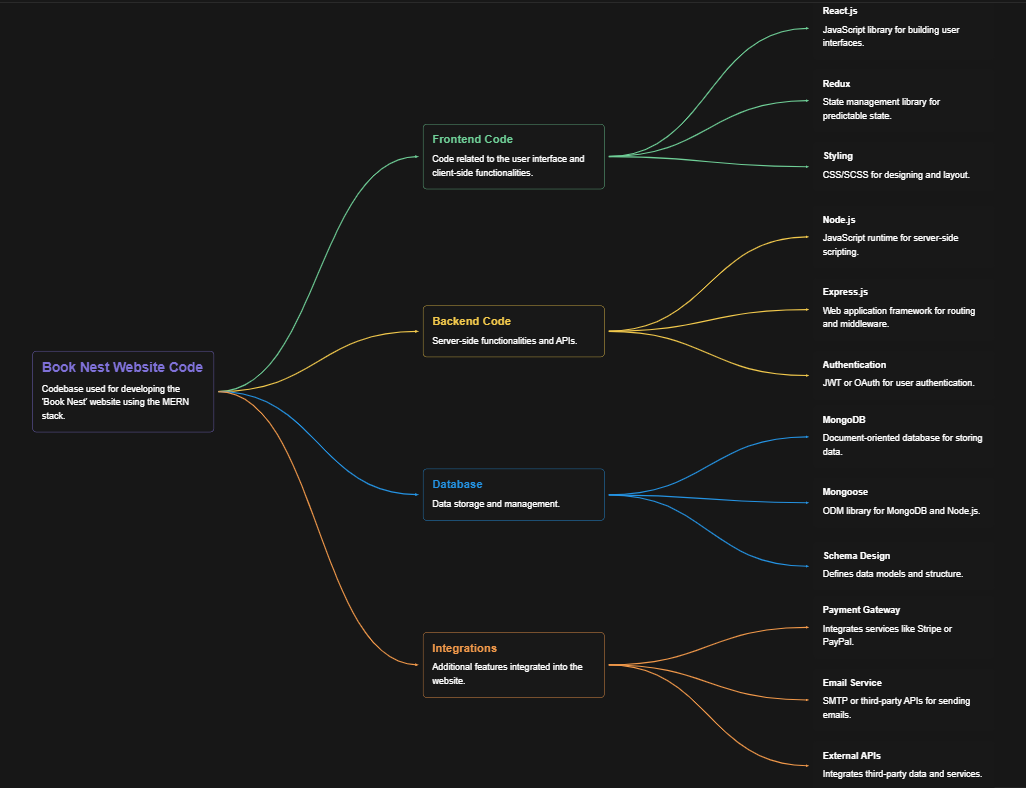 React.js
JavaScript library for building user
interfaces.
Redux
State management library for
predictable state.
Frontend Code
Code related to the user interface and
client-side functionalities.
Styling
CSS/SCSS for designing and layout.
Node.js
JavaScript runtime for server-side
scripting.
Express.js
Web application framework for routing
and middleware.
Backend Code
Server-side functionalities and APIs.
Authentication
JWT or OAuth for user authentication.
Book Nest Website Code
Codebase used for developing the
'Book Nest' website using the MERN
stack.
MongoDB
Document-oriented database for storing
data.
Database
Data storage and management.
Mongoose
ODM library for MongoDB and Node.js.
Schema Design
Defines data models and structure.
Payment Gateway
Integrates services like Stripe or
PayPal.
Integrations
Additional features integrated into the
website.
Email Service
SMTP or third-party APIs for sending
emails.
External APIs
Integrates third-party data and services.